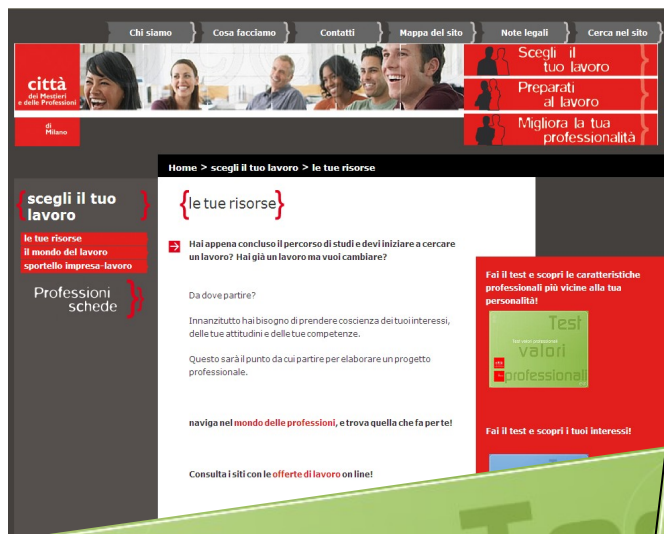 Chi siamo
Cosa facciamo
Contatti
Mappa del sito
Note legali
Cerca nel sito
città
dei Mestieri
e delle Professioni
di
Milano
Scegli il
tuo lavoro
Preparati
al lavoro
Migliora la tua
professionalità
Home > scegli il tuo lavoro > le tue risorse
{scegli il tuo
lavoro}
le tue risorse
il mondo del lavoro
sportello impresa-lavoro
Professioni
schede}
{le tue risorse}
Hai appena concluso il percorso di studi e devi iniziare a cercare
un lavoro? Hai già un lavoro ma vuoi cambiare?
Da dove partire?
Innanzitutto hai bisogno di prendere coscienza dei tuoi interessi,
delle tue attitudini e delle tue competenze.
Questo sarà il punto da cui partire per elaborare un progetto
professionale.
naviga nel mondo delle professioni, e trova quella che fa per te!
Consulta i siti con le offerte di lavoro on line!
Fai il test e scopri le caratteristiche
professionali più vicine alla tua
personalità!
Test
valori
professionali
Fai il test e scopri i tuoi interessi!